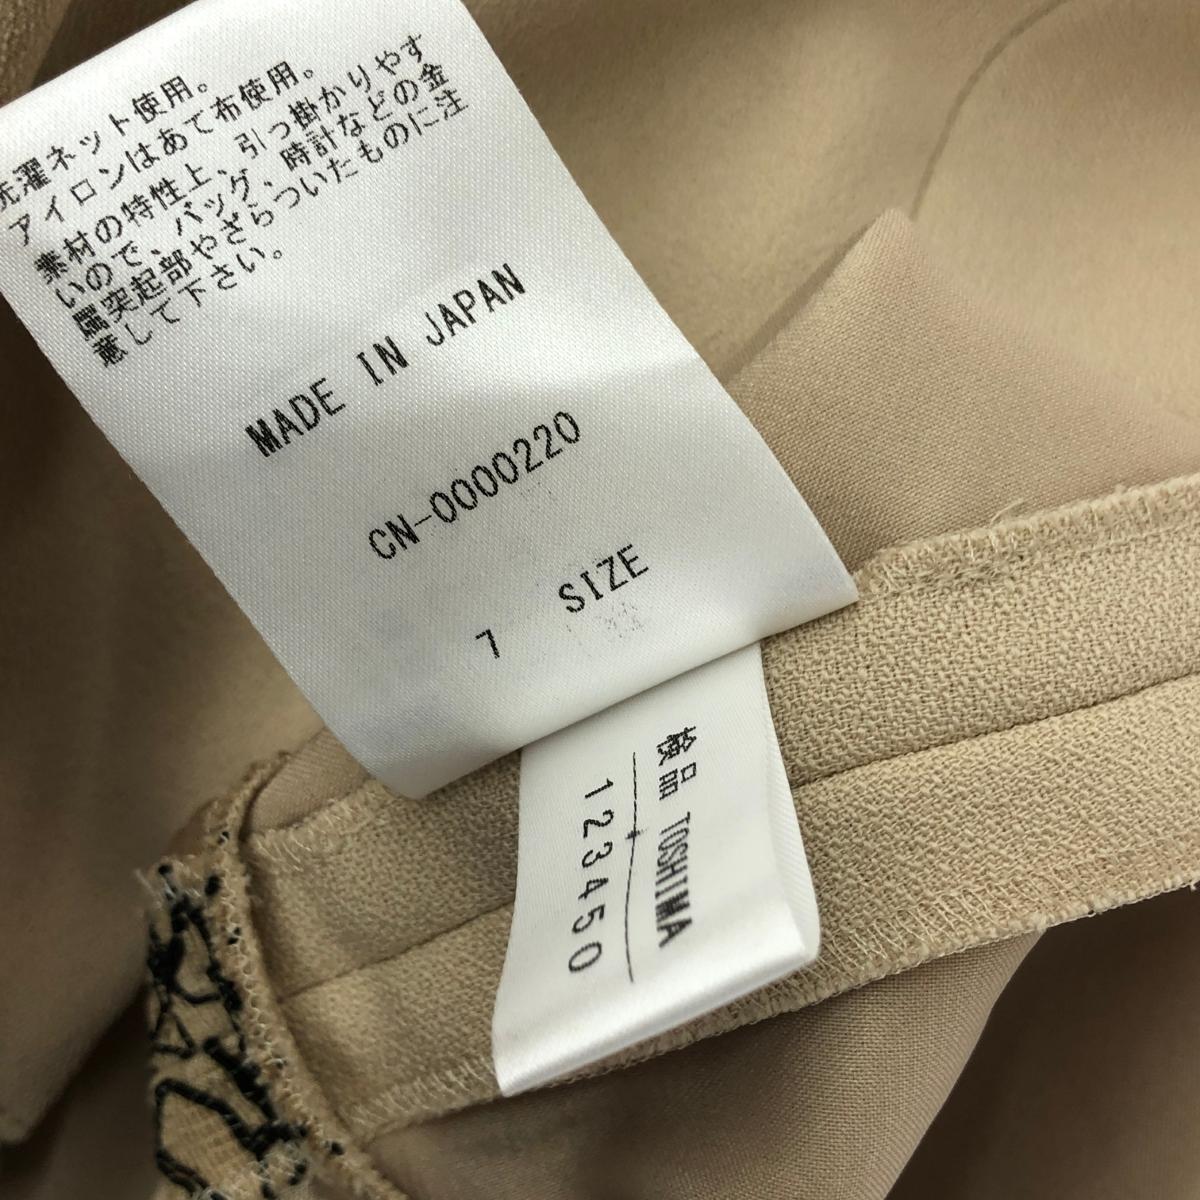 洗濯ネット使用。
アイロンはあて布使用。
素材の特性上、引っ掛かりやす
いので、バッグ、時計などの金
属突起部やざらついたものに注
意して下さい。
MADE IN JAPAN
CN-0000220
7 SIZE
検品 TOSHIMA
123450